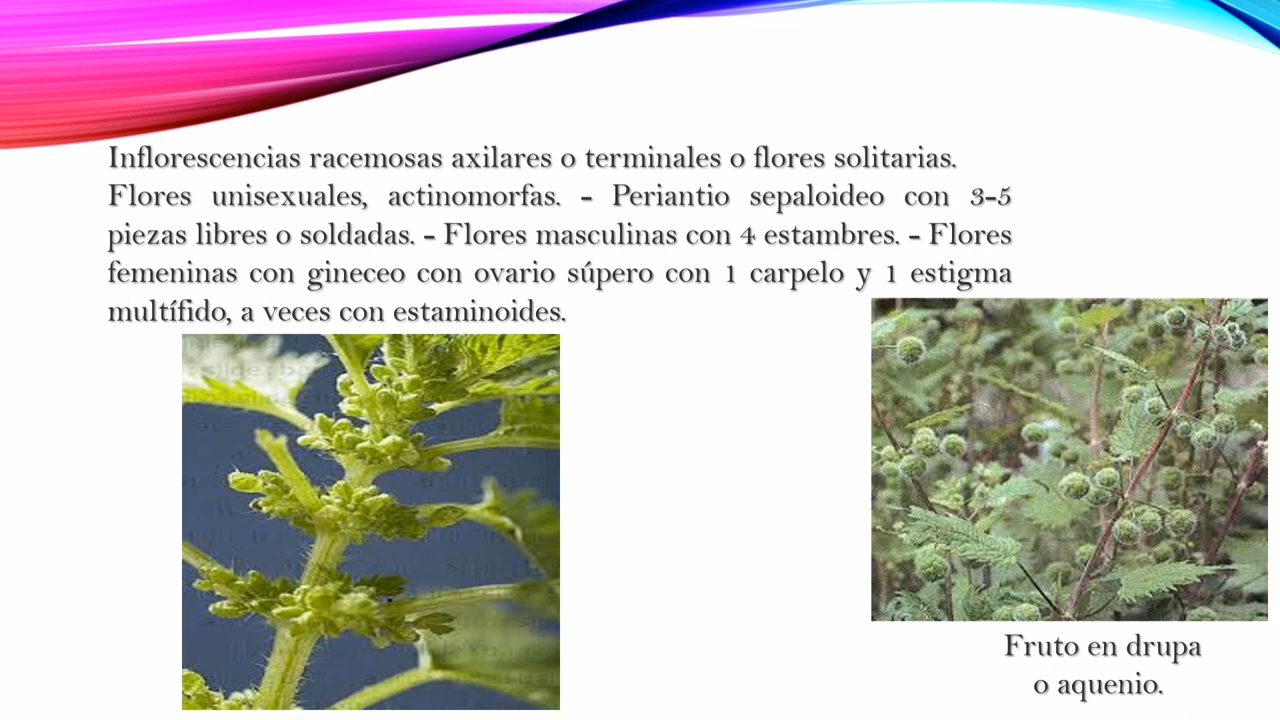 Inflorescencias racemosas axilares o terminales o flores solitarias.
Flores unisexuales, actinomorfas. - Periantio sepaloideo con 3-5
piezas libres o soldadas. - Flores masculinas con 4 estambres. - Flores
femeninas con gineceo con ovario súpero con 1 carpelo y 1 estigma
multífido, a veces con estaminoides.
Fruto en drupa
o aquenio.